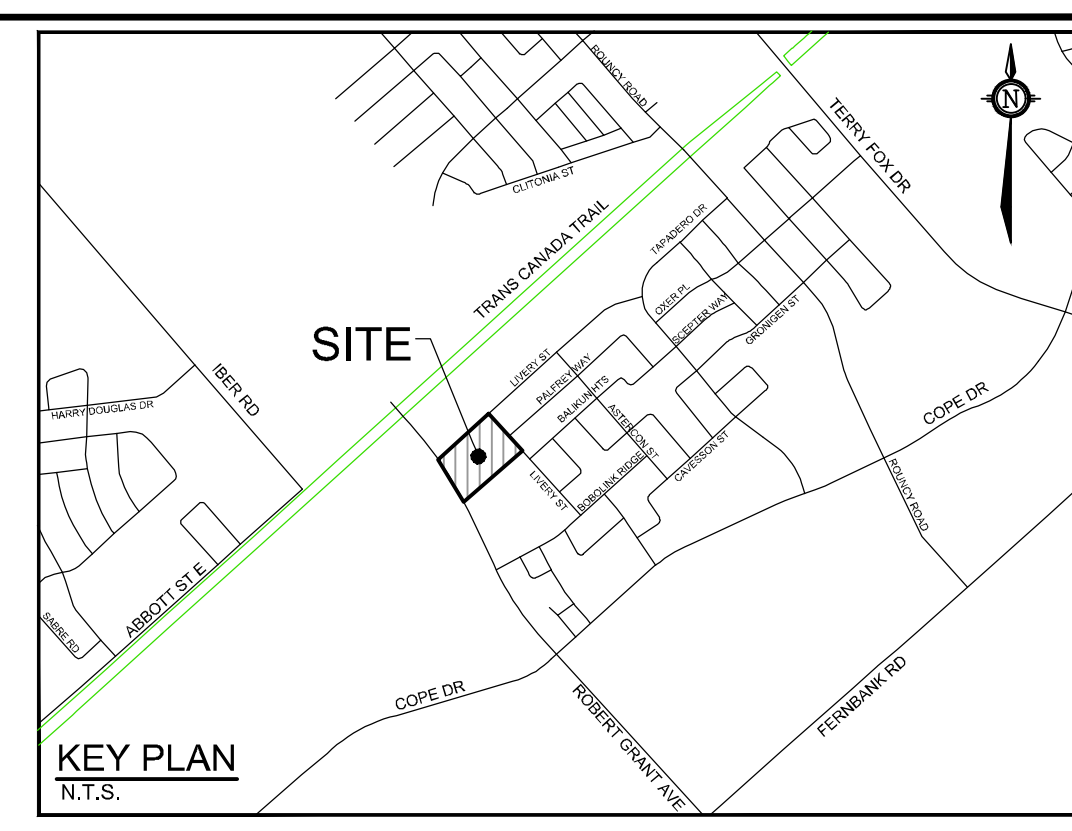 ROUNCY ROAD
N
TERRY FOX DR
CLITONIA ST
TRANS CANADA TRAIL
TAPADERO DR
OXER PL
SCEPTER WAY
GRONIGEN ST
SITE
LIVERY ST
PALFREY WAY
BALIKUN HTS
IBER RD
HARRY DOUGLAS DR
ASTERCON ST
COPE DR
CAVESSON ST
BOBOLINK RIDGE
LIVERY ST
ROUNCY ROAD
ABBOTT ST E
SABRE RD
COPE DR
FERNBANK RD
ROBERT GRANT AVE
KEY PLAN
N.T.S.